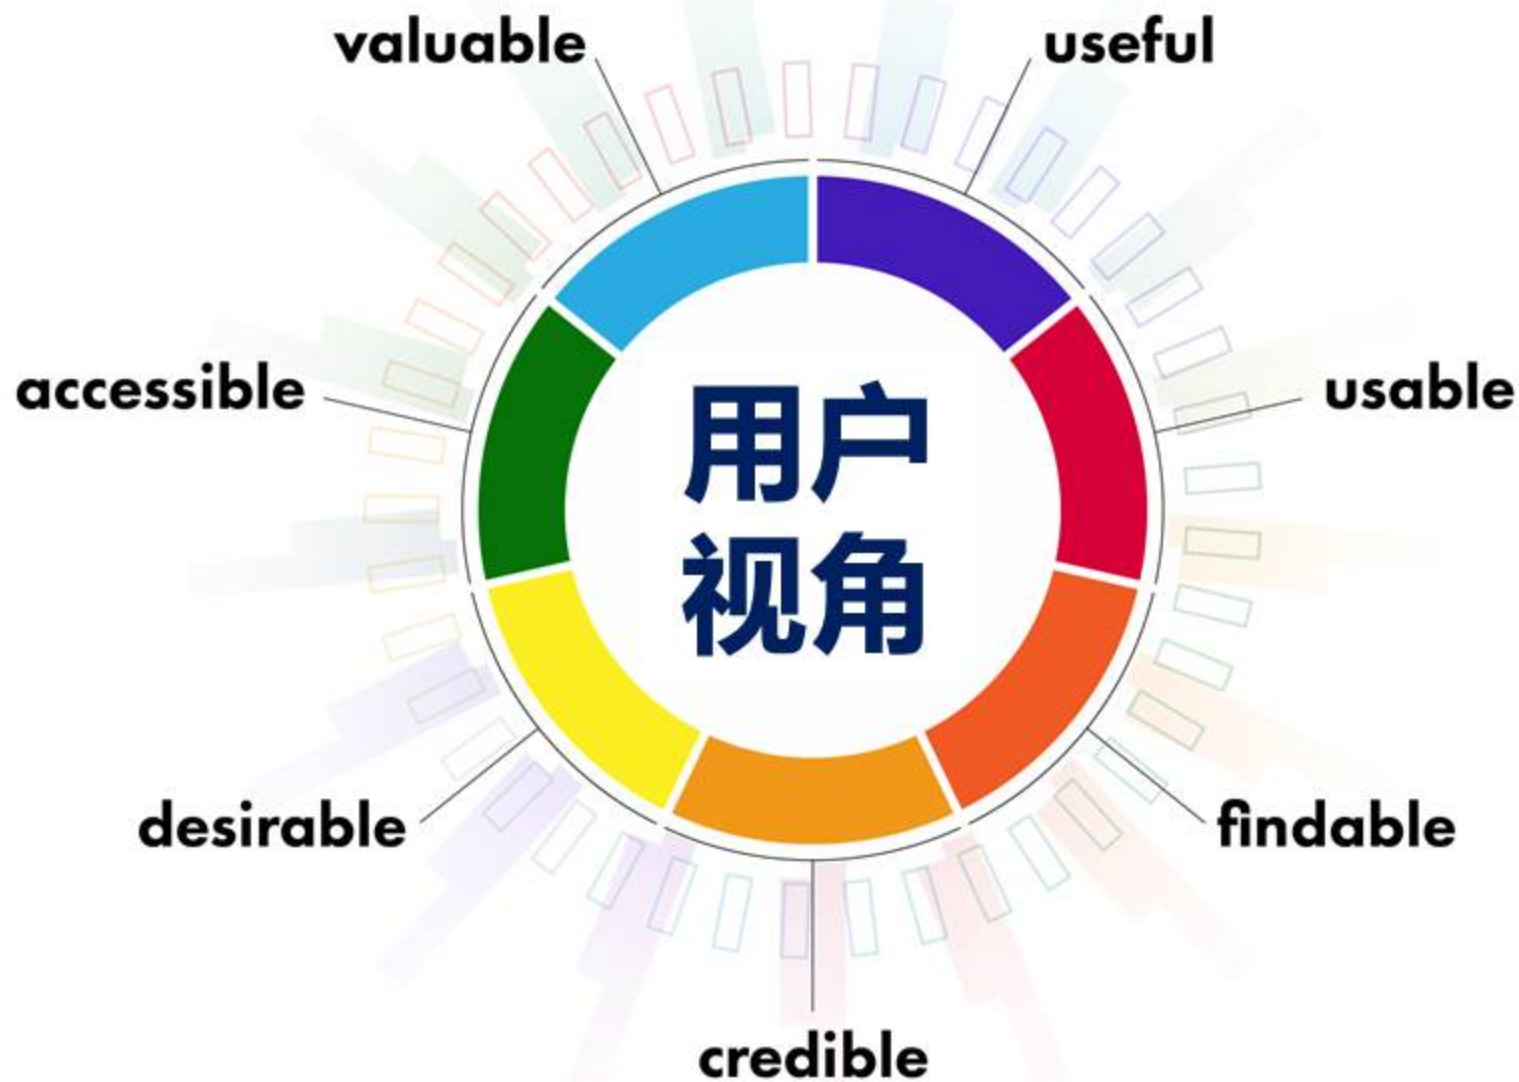 valuable
useful
accessible
用户
视角
usable
desirable
findable
credible